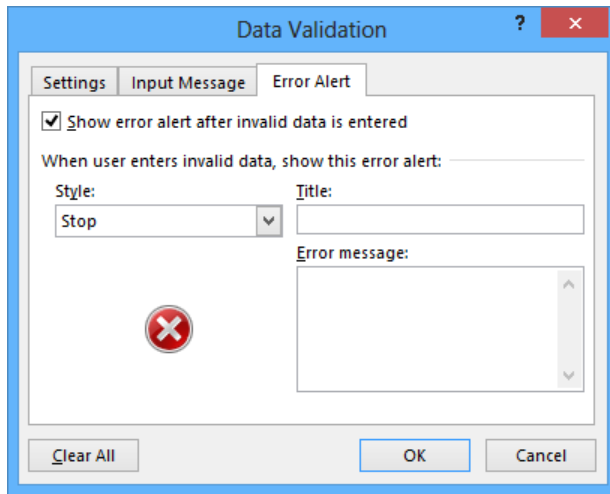 Data Validation ?
Settings Input Message Error Alert
Show error alert after invalid data is entered
When user enters invalid data, show this error alert:
Style: Title:
Stop
Error message:
Clear All OK Cancel